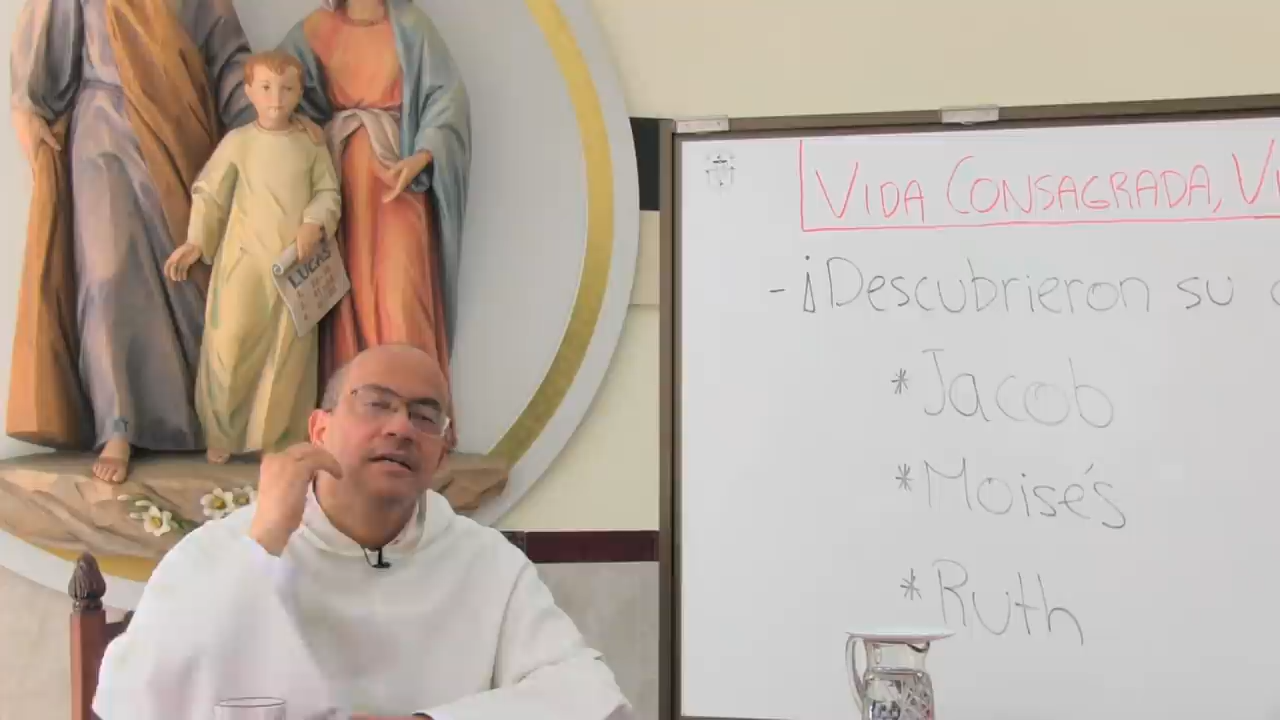 LUCAS
VIDA CONSAGRADA,
- ¡Descubrieron su
* Jacob
* Moisés
* Ruth